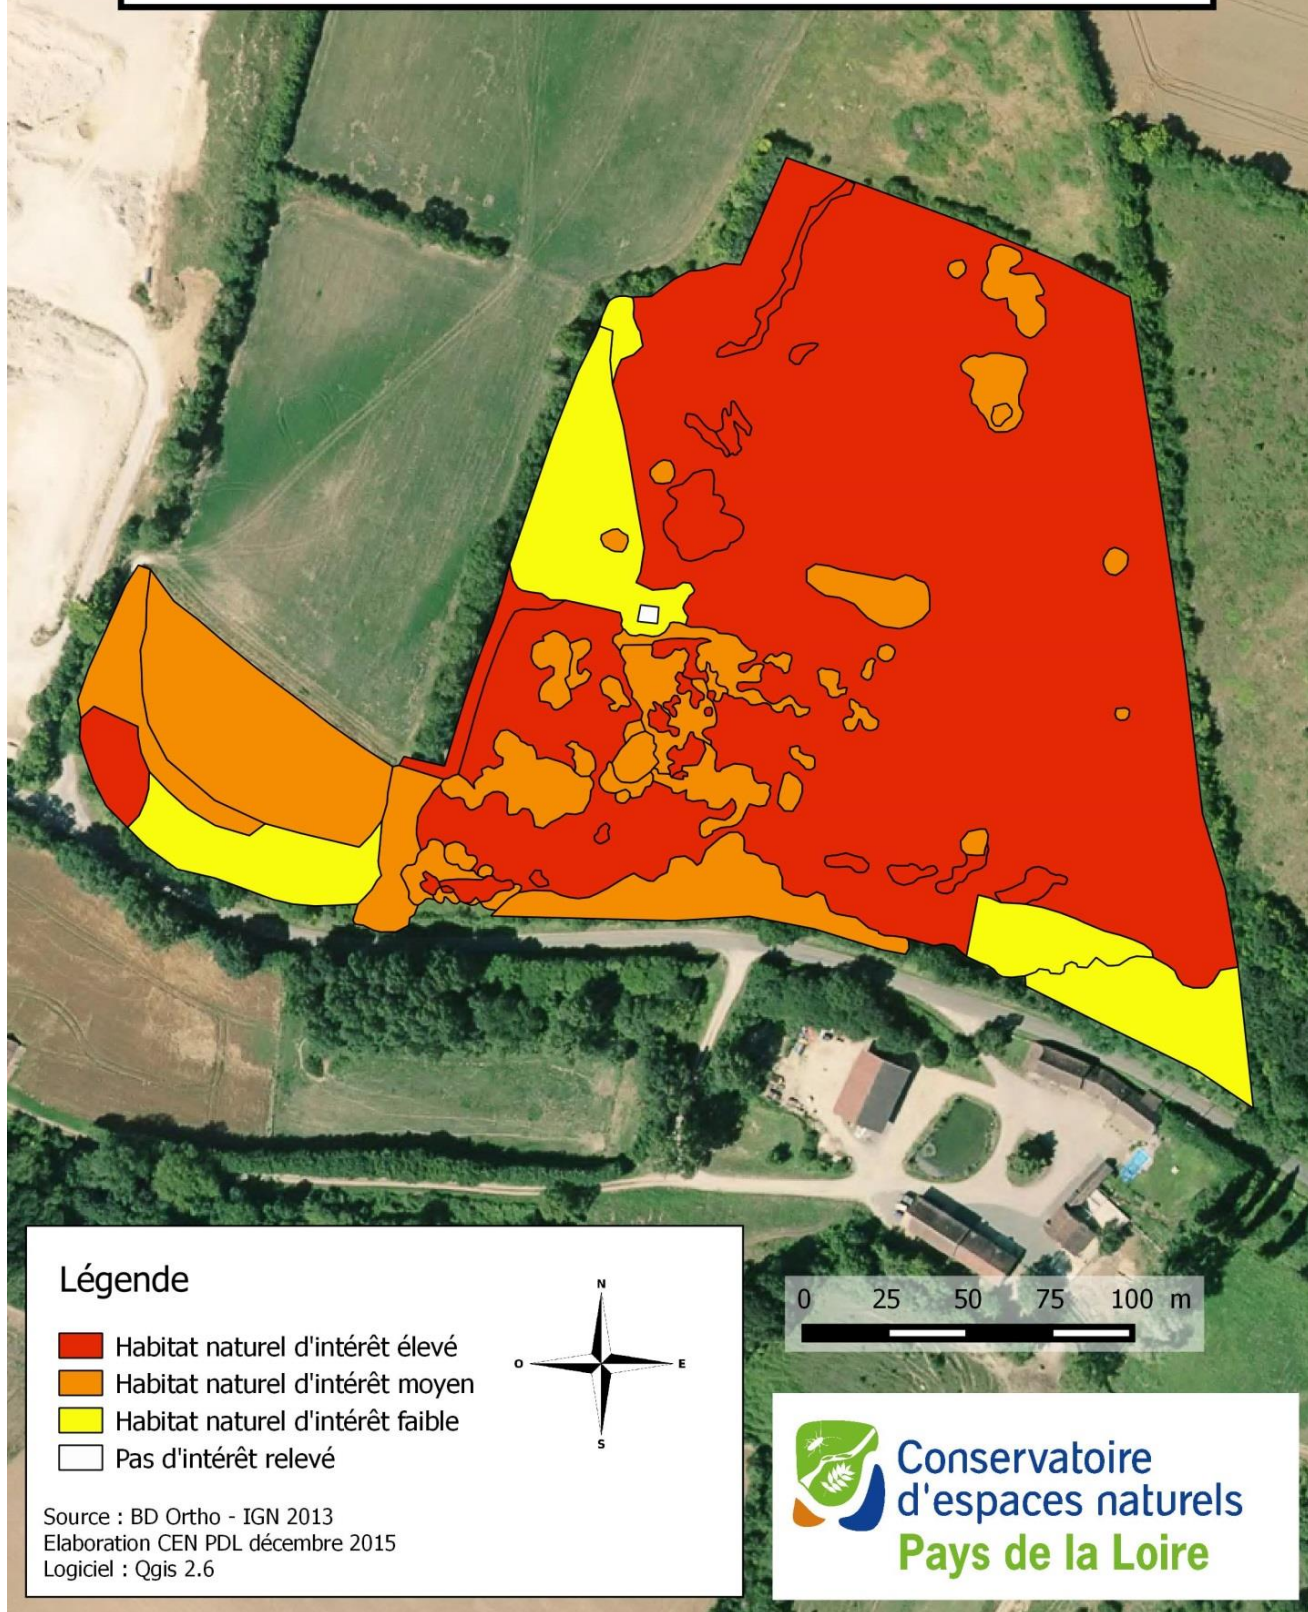 Légende
Habitat naturel d'intérêt élevé
Habitat naturel d'intérêt moyen
Habitat naturel d'intérêt faible
Pas d'intérêt relevé
N
O
E
S
Source : BD Ortho - IGN 2013
Elaboration CEN PDL décembre 2015
Logiciel : Qgis 2.6
0 25 50 75 100 m
Conservatoire
d'espaces naturels
Pays de la Loire